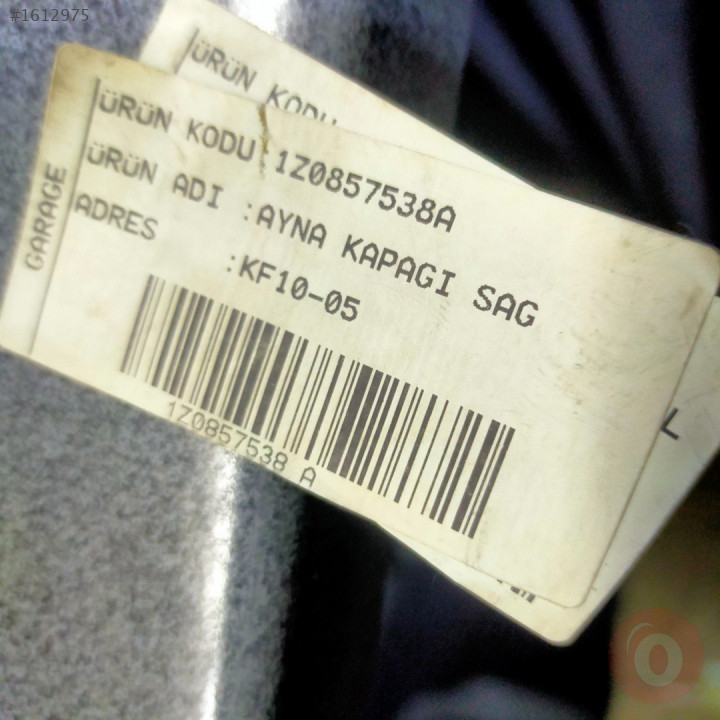 #1612975
ÜRÜN KODU
ÜRÜN KODU :1Z0857538A
ÜRÜN ADI :AYNA KAPAGI SAG
ADRES :KF10-05
GARAGE
1Z0857538 A
L